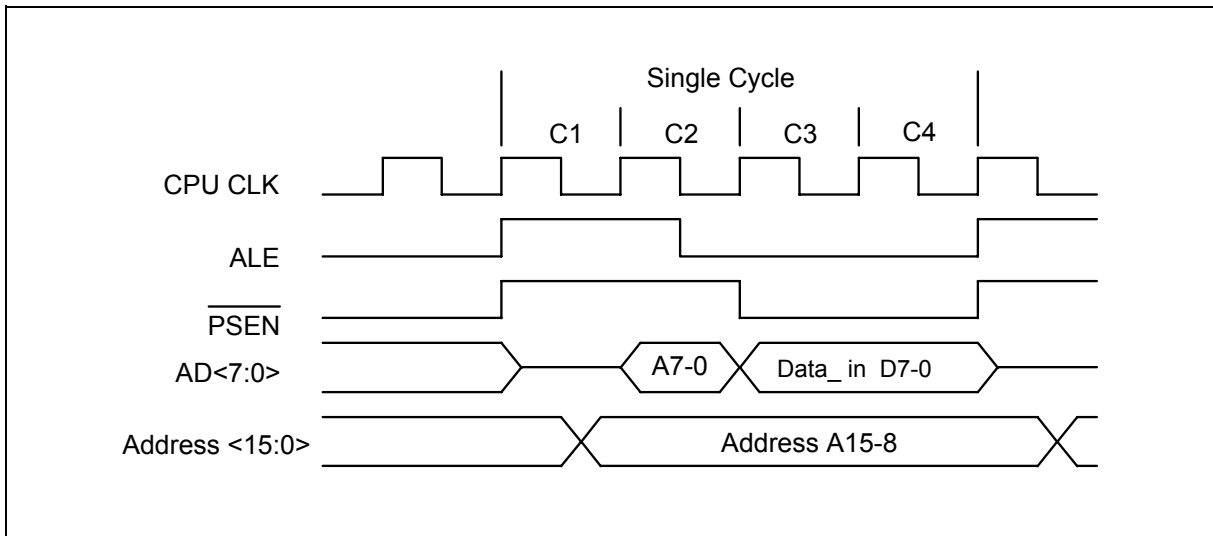 Single Cycle
C1 C2 C3 C4
CPU CLK
ALE
PSEN
AD<7:0> A7-0 Data_ in D7-0
Address <15:0> Address A15-8